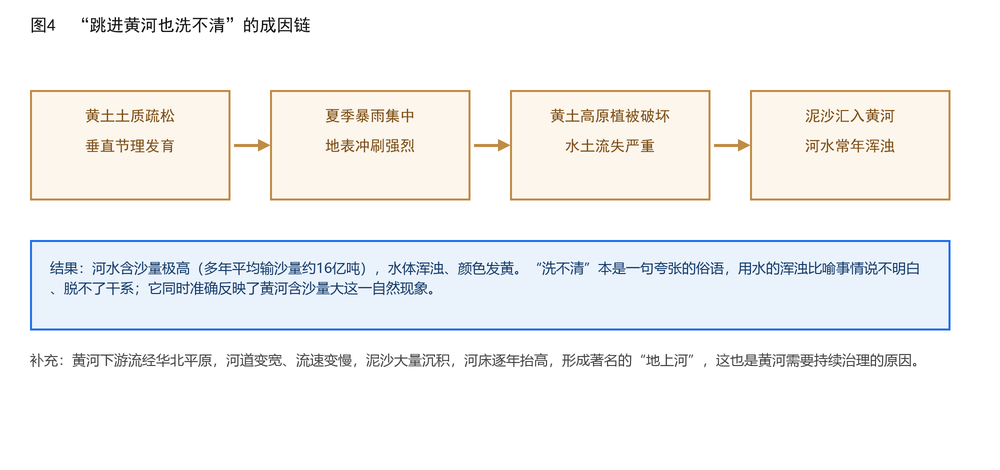 图4 “跳进黄河也洗不清”的成因链
黄土土质疏松
垂直节理发育
夏季暴雨集中
地表冲刷强烈
黄土高原植被破坏
水土流失严重
泥沙汇入黄河
河水常年浑浊
结果：河水含沙量极高（多年平均输沙量约16亿吨），水体浑浊、颜色发黄。“洗不清”本是一句夸张的俗语，用水的浑浊比喻事情说不明白
、脱不了干系；它同时准确反映了黄河含沙量大这一自然现象。
补充：黄河下游流经华北平原，河道变宽、流速变慢，泥沙大量沉积，河床逐年抬高，形成著名的“地上河”，这也是黄河需要持续治理的原因。